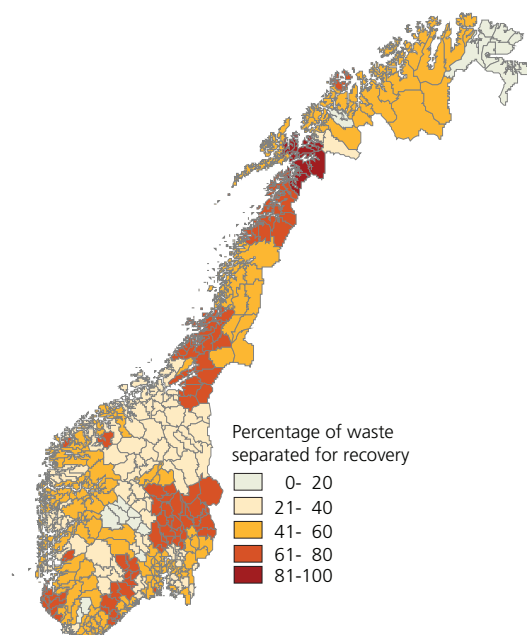 Percentage of waste
separated for recovery
0- 20
21- 40
41- 60
61- 80
81-100